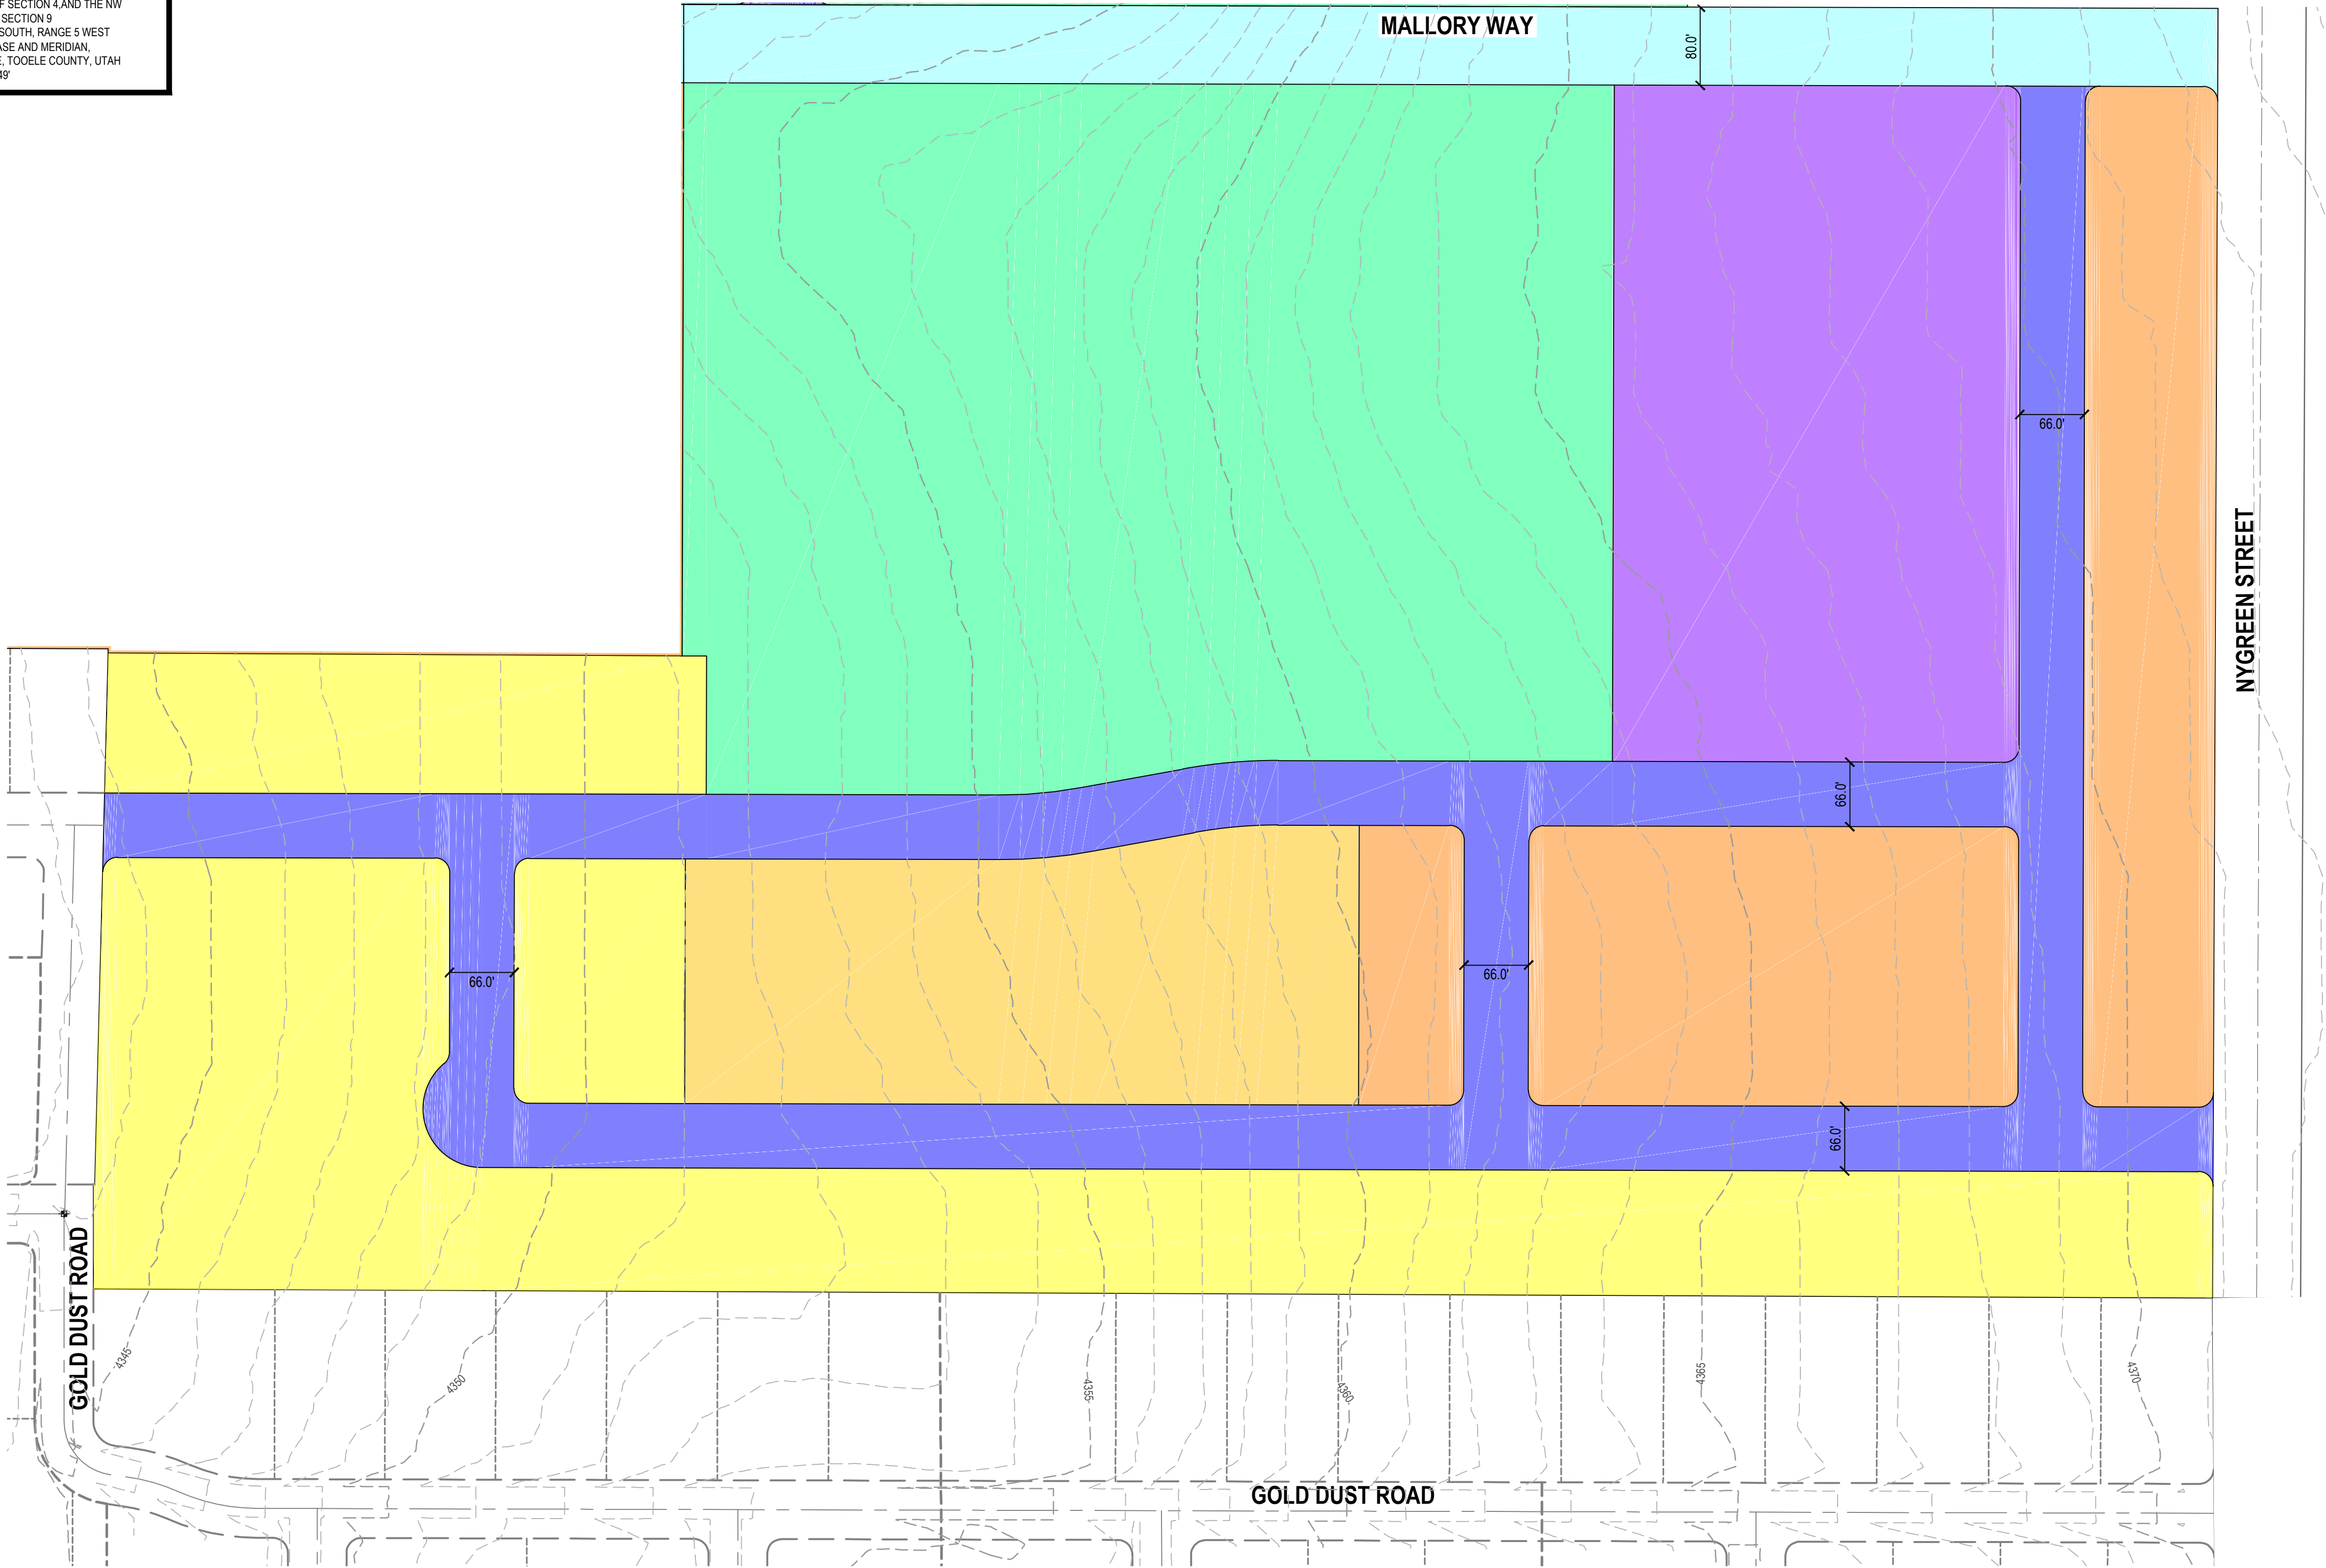 F SECTION 4,AND THE NW
SECTION 9
SOUTH, RANGE 5 WEST
ASE AND MERIDIAN,
E, TOOELE COUNTY, UTAH
49'
MALLORY WAY
80.0'
66.0'
NYGREEN STREET
66.0'
66.0'
66.0'
66.0'
GOLD DUST ROAD
4345
4350
4355
4360
4365
4370
GOLD DUST ROAD